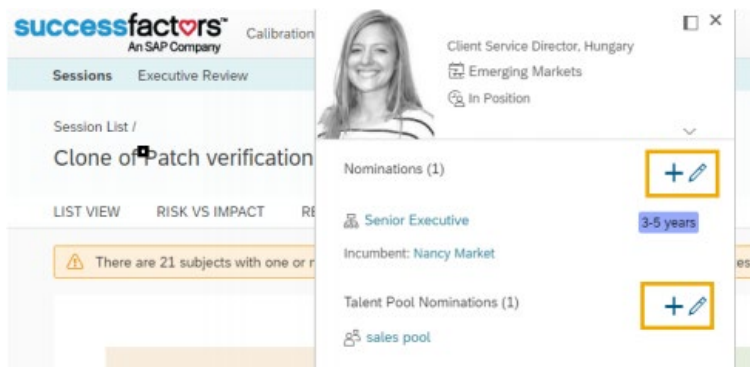 successfactors™
An SAP Company
Calibration
Sessions Executive Review
Session List /
Clone of Patch verification
LIST VIEW RISK VS IMPACT
There are 21 subjects with one or
Client Service Director, Hungary
Emerging Markets
In Position
Nominations (1)
Senior Executive 3-5 years
Incumbent: Nancy Market
Talent Pool Nominations (1)
sales pool